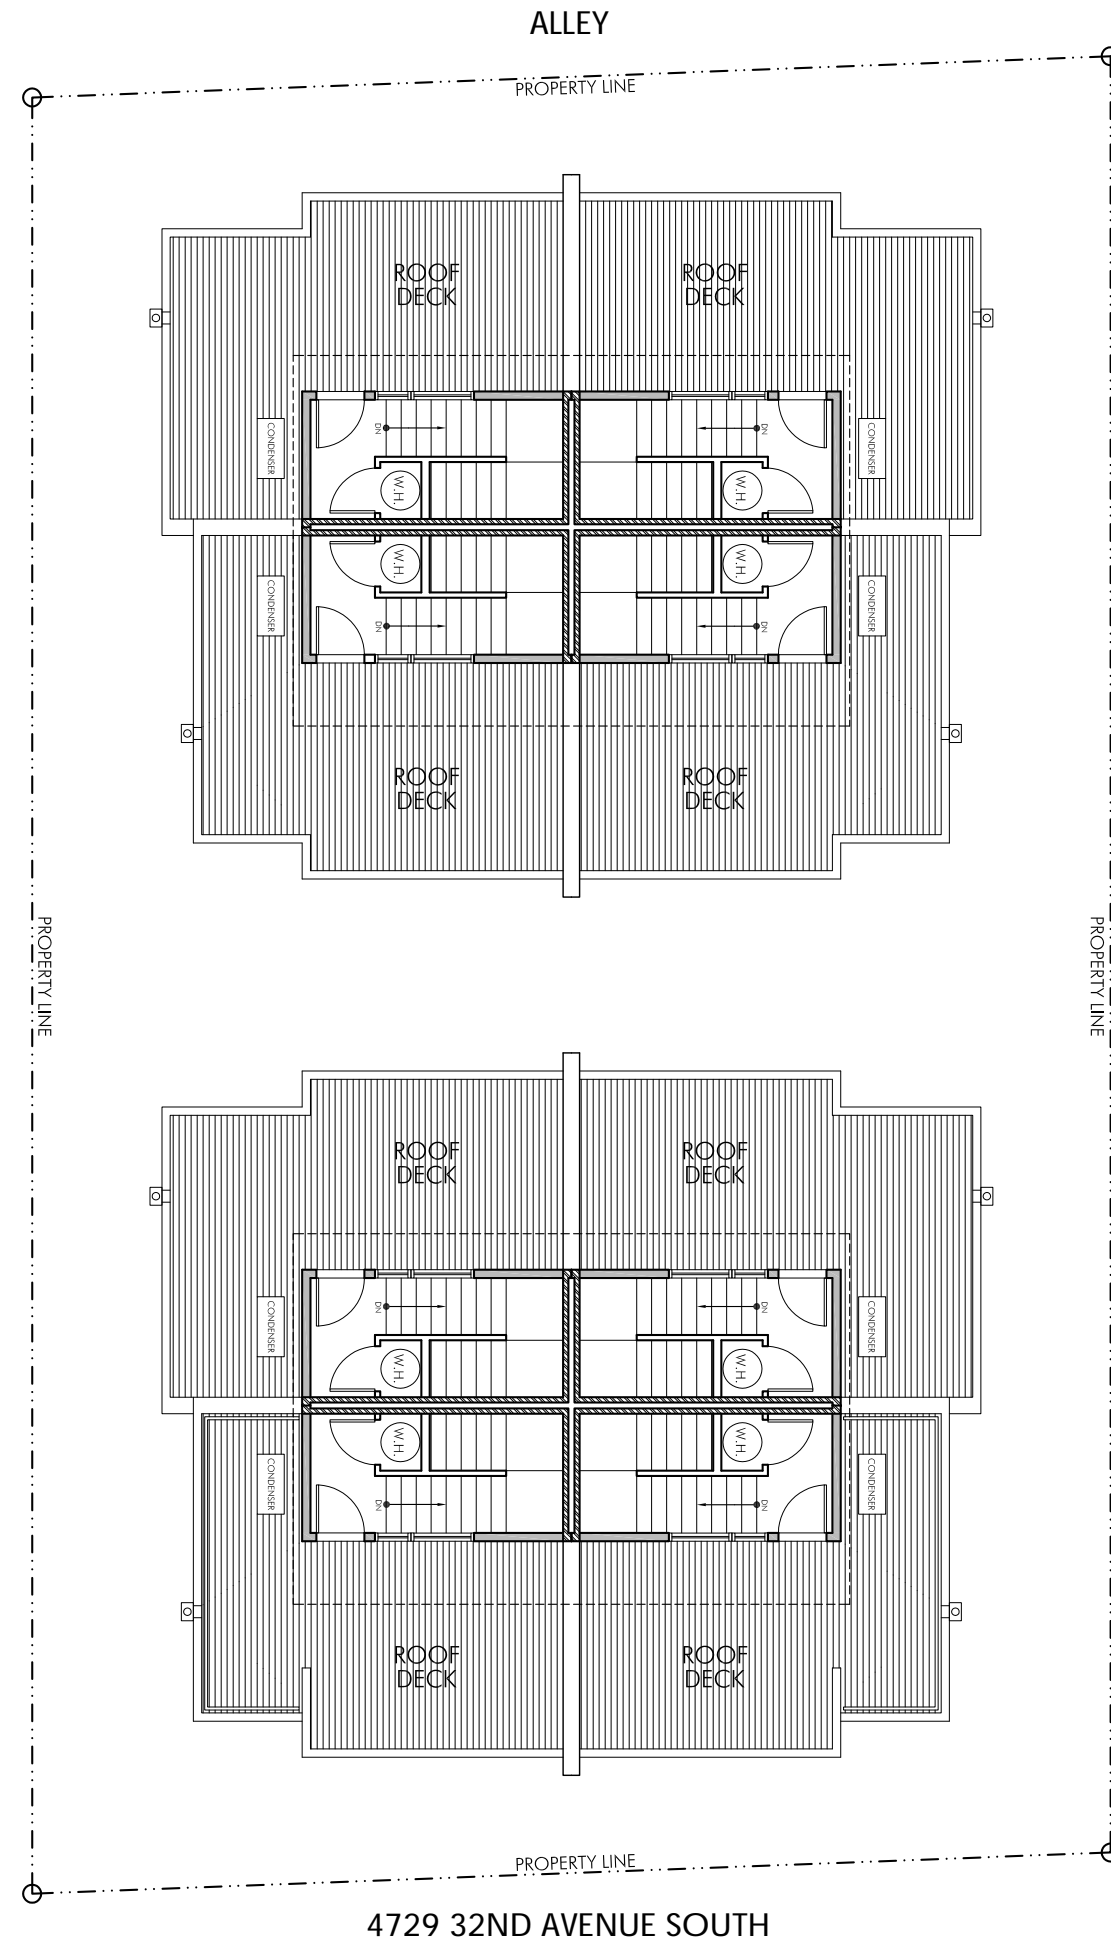 ALLEY
PROPERTY LINE
ROOF
DECK
ROOF
DECK
CONDENSER
DN
DN
CONDENSER
W.H.
W.H.
W.H.
W.H.
CONDENSER
DN
DN
CONDENSER
ROOF
DECK
ROOF
DECK
PROPERTY LINE
PROPERTY LINE
ROOF
DECK
ROOF
DECK
CONDENSER
DN
DN
CONDENSER
W.H.
W.H.
W.H.
W.H.
CONDENSER
DN
DN
CONDENSER
ROOF
DECK
ROOF
DECK
PROPERTY LINE
4729 32ND AVENUE SOUTH